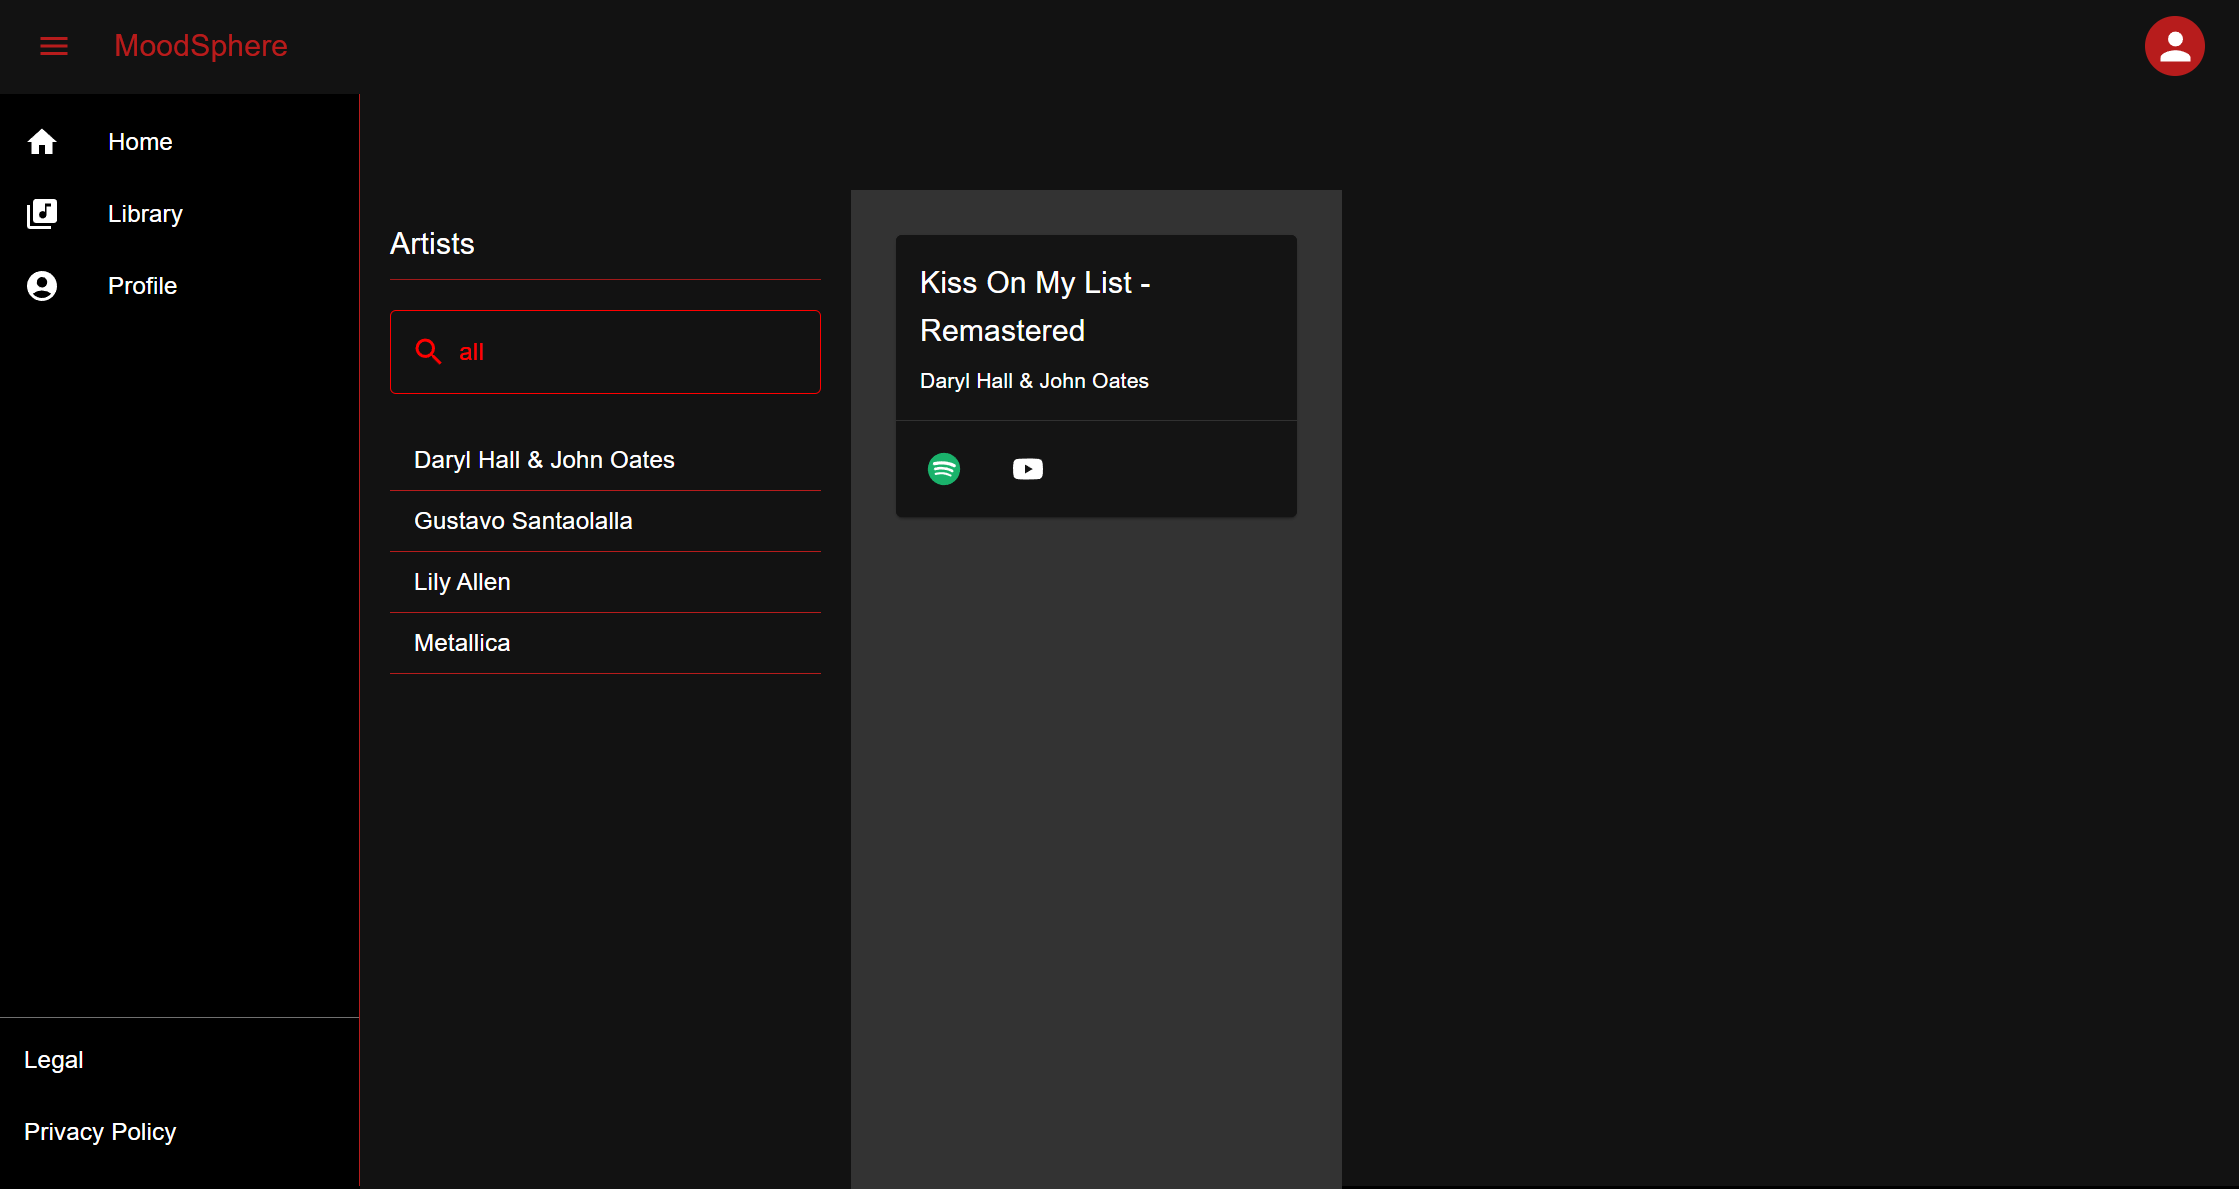 MoodSphere
Home
Library
Profile
Artists
all
Daryl Hall & John Oates
Gustavo Santaolalla
Lily Allen
Metallica
Kiss On My List -
Remastered
Daryl Hall & John Oates
Legal
Privacy Policy